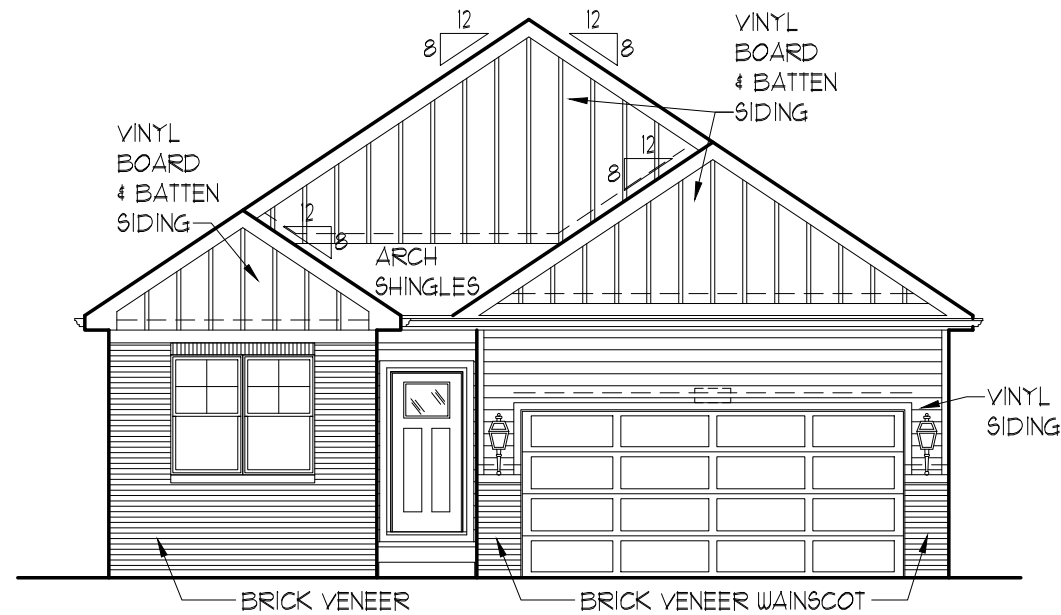 12
8
12
8
VINYL
BOARD
& BATTEN
SIDING
VINYL
BOARD
& BATTEN
SIDING
12
8
12
8
ARCH
SHINGLES
VINYL
SIDING
BRICK VENEER
BRICK VENEER WAINSCOT